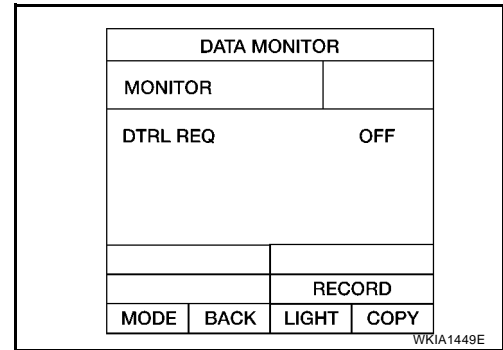 DATA MONITOR
MONITOR
DTRL REQ OFF
RECORD
MODE BACK LIGHT COPY
WKIA1449E